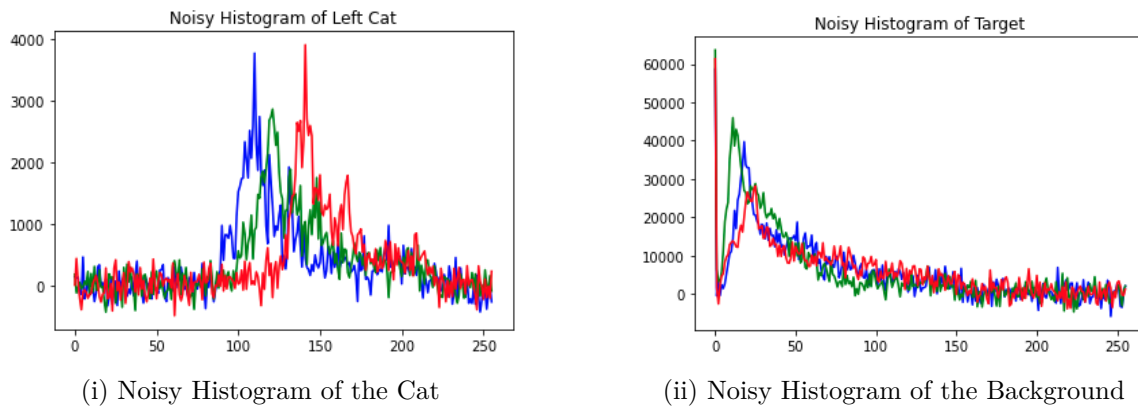 Noisy Histogram of Left Cat
4000
3000
2000
1000
0
0 50 100 150 200 250
(i) Noisy Histogram of the Cat
Noisy Histogram of Target
60000
50000
40000
30000
20000
10000
0
0 50 100 150 200 250
(ii) Noisy Histogram of the Background